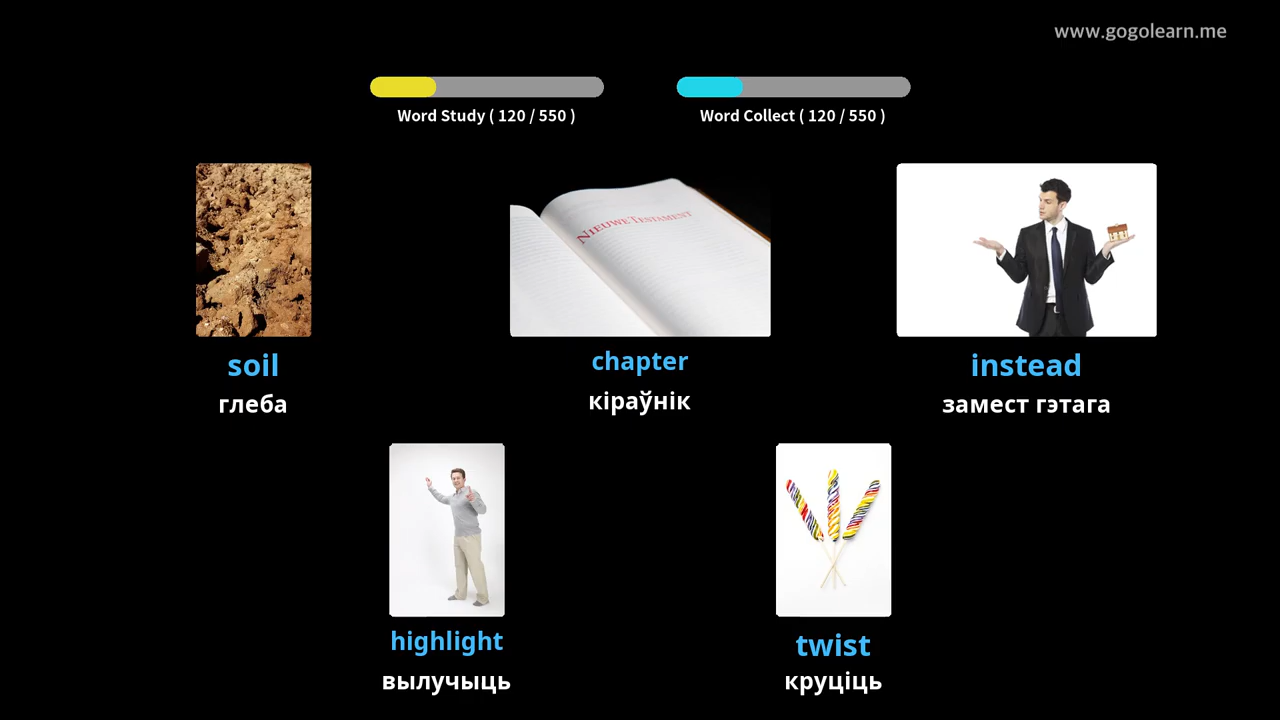 www.gogolearn.me
Word Study ( 120 / 550 )
Word Collect ( 120 / 550 )
NIEUWE TESTAMENT
soil
глеба
chapter
кіраўнік
instead
замест гэтага
highlight
вылучыць
twist
круціць